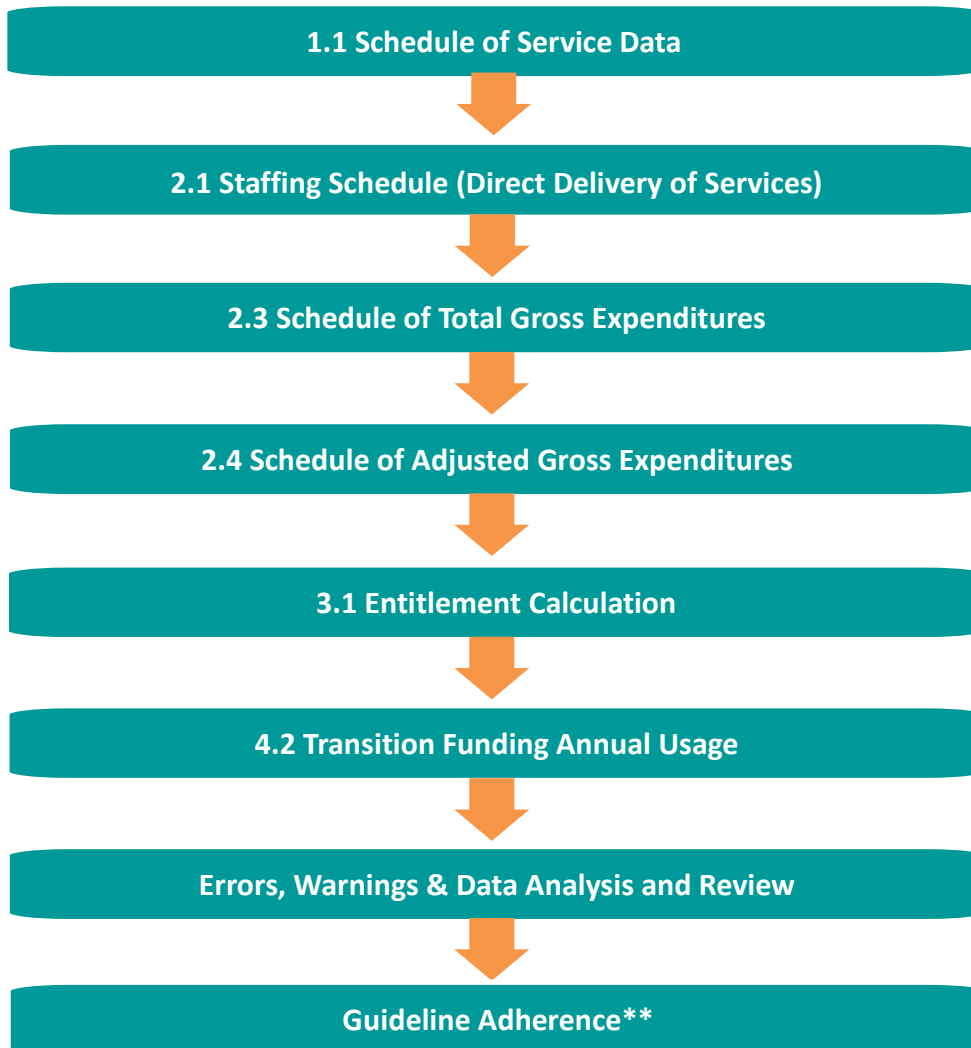 1.1 Schedule of Service Data
2.1 Staffing Schedule (Direct Delivery of Services)
2.3 Schedule of Total Gross Expenditures
2.4 Schedule of Adjusted Gross Expenditures
3.1 Entitlement Calculation
4.2 Transition Funding Annual Usage
Errors, Warnings & Data Analysis and Review
Guideline Adherence**